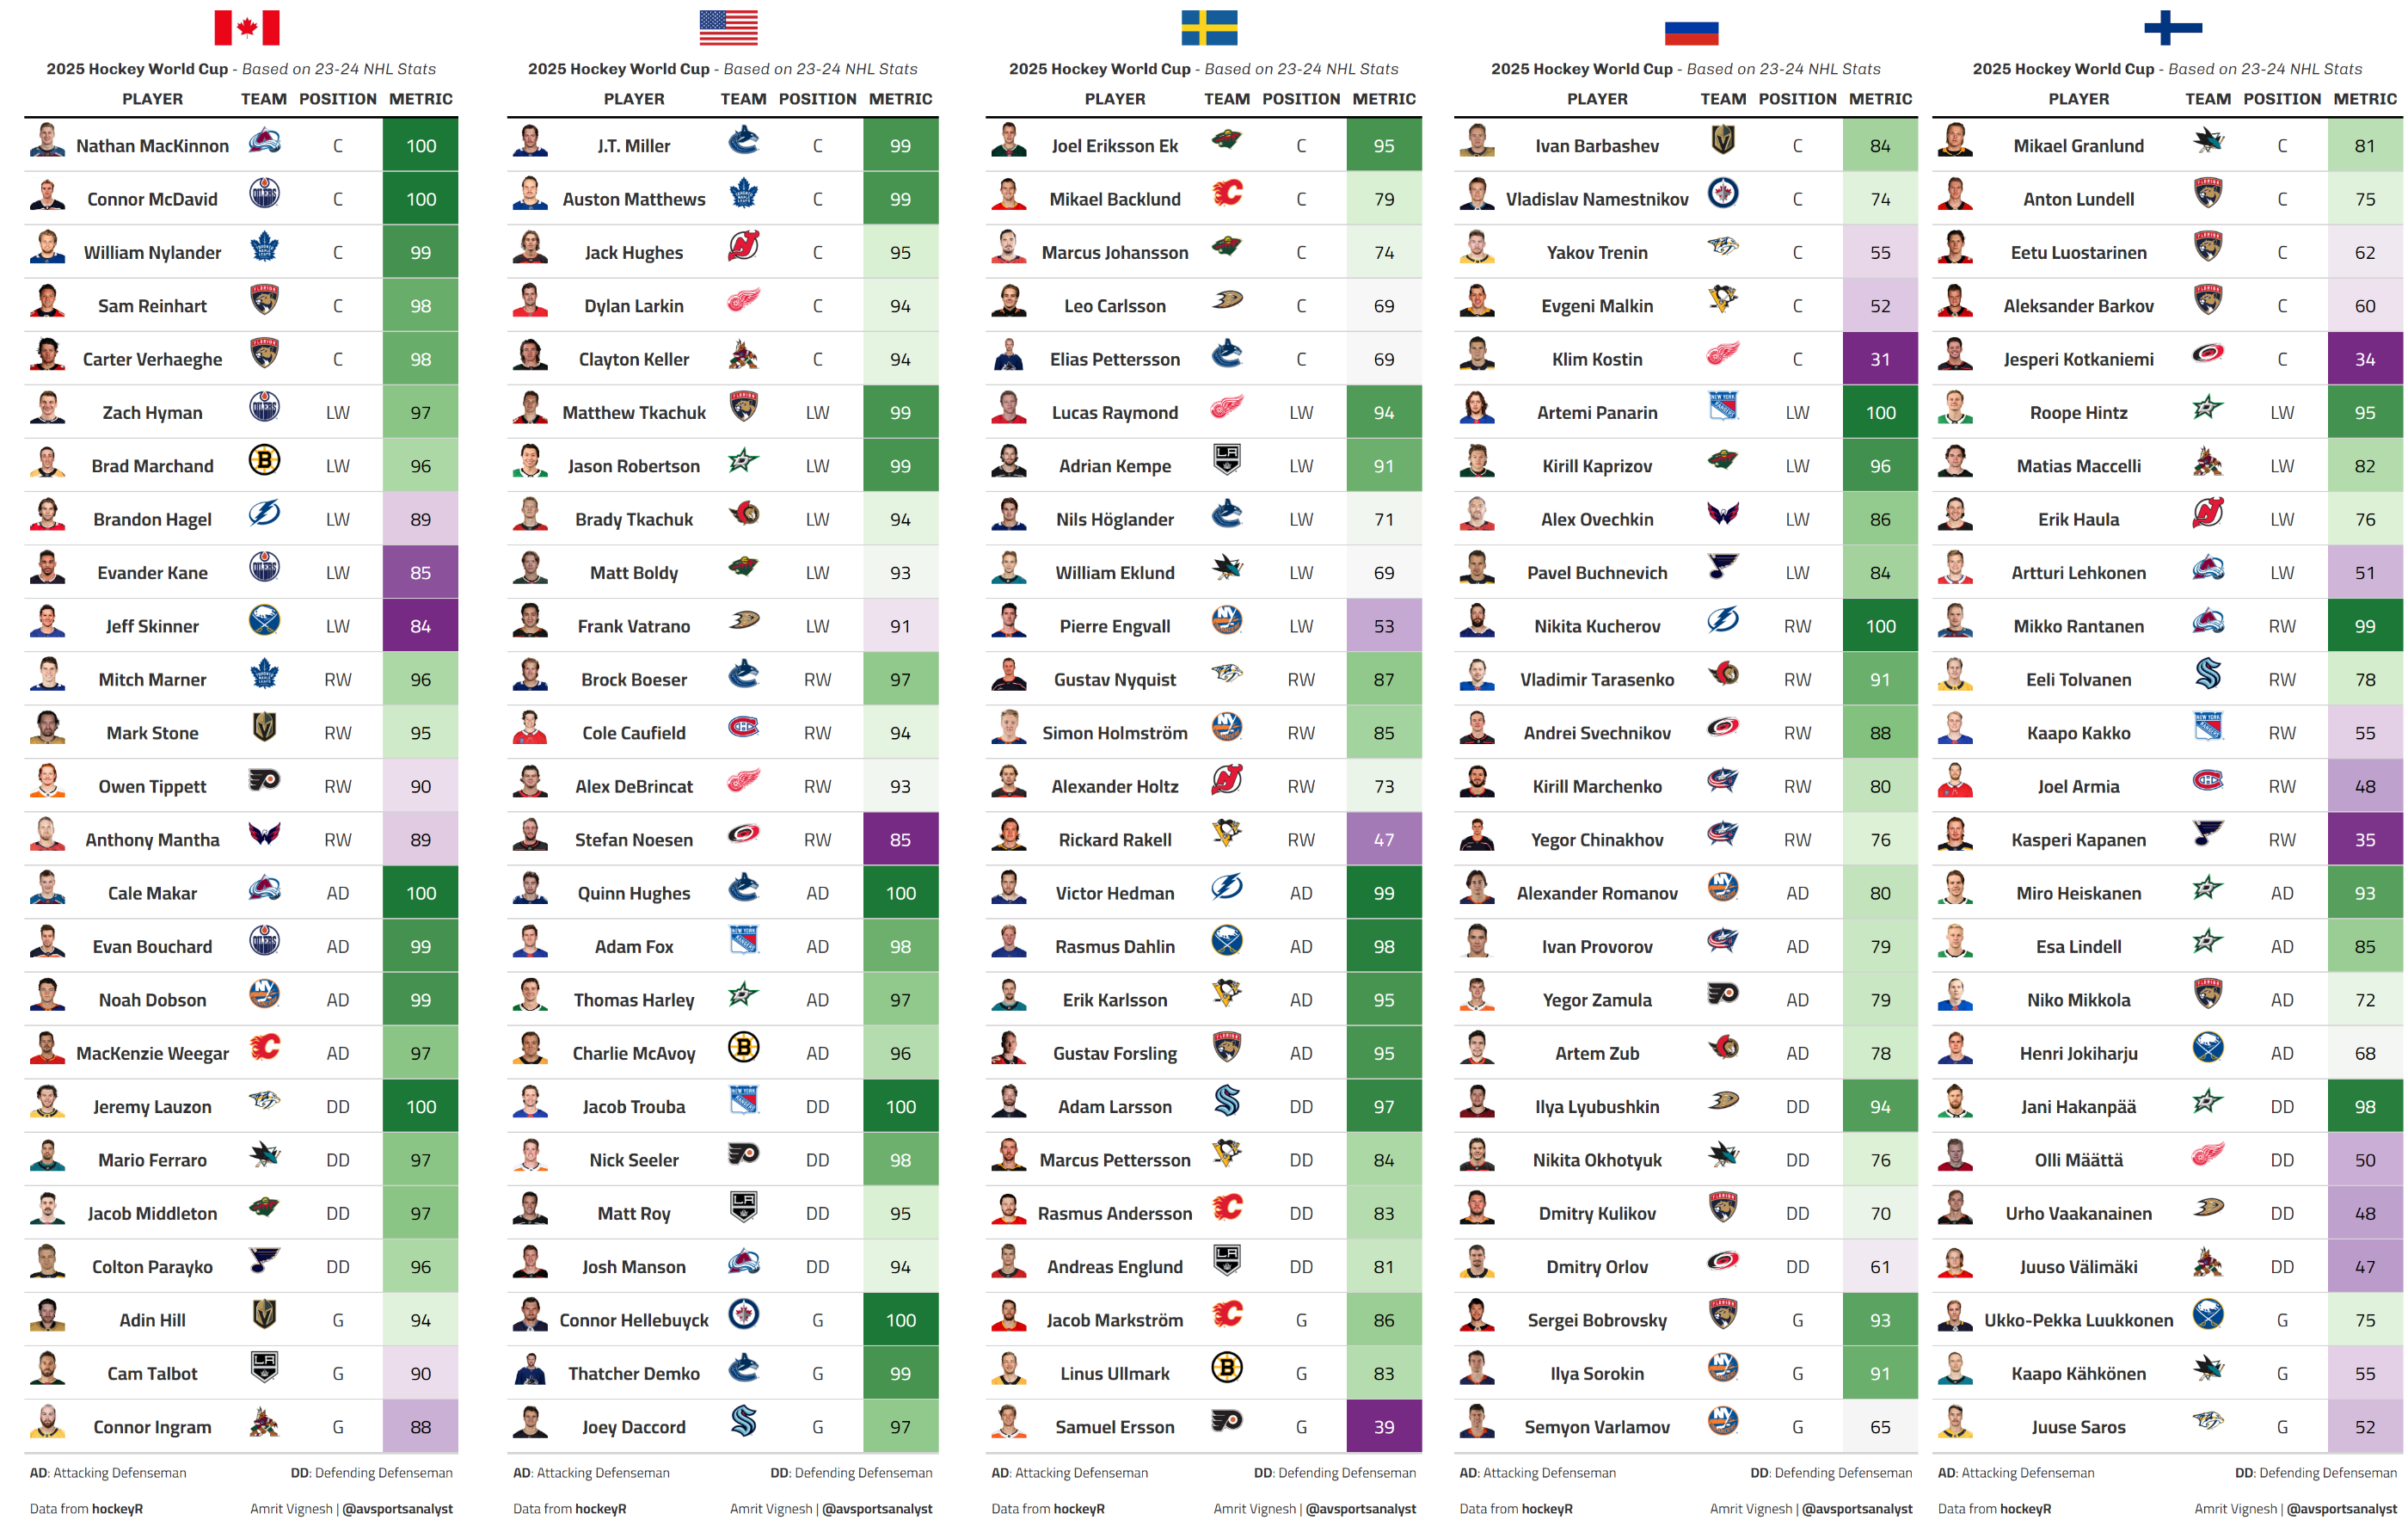 2025 Hockey World Cup - Based on 23-24 NHL Stats
PLAYER TEAM POSITION METRIC
Nathan MacKinnon C 100
Connor McDavid C 100
William Nylander C 99
Sam Reinhart C 98
Carter Verhaeghe C 98
Zach Hyman LW 97
Brad Marchand LW 96
Brandon Hagel LW 89
Evander Kane LW 85
Jeff Skinner LW 84
Mitch Marner RW 96
Mark Stone RW 95
Owen Tippett RW 90
Anthony Mantha RW 89
Cale Makar AD 100
Evan Bouchard AD 99
Noah Dobson AD 99
MacKenzie Weegar AD 97
Jeremy Lauzon DD 100
Mario Ferraro DD 97
Jacob Middleton DD 97
Colton Parayko DD 96
Adin Hill G 94
Cam Talbot G 90
Connor Ingram G 88
AD: Attacking Defenseman DD: Defending Defenseman
Data from hockeyR Amrit Vignesh | @avsportsanalyst
2025 Hockey World Cup - Based on 23-24 NHL Stats
PLAYER TEAM POSITION METRIC
J.T. Miller C 99
Auston Matthews C 99
Jack Hughes C 95
Dylan Larkin C 94
Clayton Keller C 94
Matthew Tkachuk LW 99
Jason Robertson LW 99
Brady Tkachuk LW 94
Matt Boldy LW 93
Frank Vatrano LW 91
Brock Boeser RW 97
Cole Caufield RW 94
Alex DeBrincat RW 93
Stefan Noesen RW 85
Quinn Hughes AD 100
Adam Fox AD 98
Thomas Harley AD 97
Charlie McAvoy AD 96
Jacob Trouba DD 100
Nick Seeler DD 98
Matt Roy DD 95
Josh Manson DD 94
Connor Hellebuyck G 100
Thatcher Demko G 99
Joey Daccord G 97
AD: Attacking Defenseman DD: Defending Defenseman
Data from hockeyR Amrit Vignesh | @avsportsanalyst
2025 Hockey World Cup - Based on 23-24 NHL Stats
PLAYER TEAM POSITION METRIC
Joel Eriksson Ek C 95
Mikael Backlund C 79
Marcus Johansson C 74
Leo Carlsson C 69
Elias Pettersson C 69
Lucas Raymond LW 94
Adrian Kempe LW 91
Nils Höglander LW 71
William Eklund LW 69
Pierre Engvall LW 53
Gustav Nyquist RW 87
Simon Holmström RW 85
Alexander Holtz RW 73
Rickard Rakell RW 47
Victor Hedman AD 99
Rasmus Dahlin AD 98
Erik Karlsson AD 95
Gustav Forsling AD 95
Adam Larsson DD 97
Marcus Pettersson DD 84
Rasmus Andersson DD 83
Andreas Englund DD 81
Jacob Markström G 86
Linus Ullmark G 83
Samuel Ersson G 39
AD: Attacking Defenseman DD: Defending Defenseman
Data from hockeyR Amrit Vignesh | @avsportsanalyst
2025 Hockey World Cup - Based on 23-24 NHL Stats
PLAYER TEAM POSITION METRIC
Ivan Barbashev C 84
Vladislav Namestnikov C 74
Yakov Trenin C 55
Evgeni Malkin C 52
Klim Kostin C 31
Artemi Panarin LW 100
Kirill Kaprizov LW 96
Alex Ovechkin LW 86
Pavel Buchnevich LW 84
Nikita Kucherov RW 100
Vladimir Tarasenko RW 91
Andrei Svechnikov RW 88
Kirill Marchenko RW 80
Yegor Chinakhov RW 76
Alexander Romanov AD 80
Ivan Provorov AD 79
Yegor Zamula AD 79
Artem Zub AD 78
Ilya Lyubushkin DD 94
Nikita Okhotyuk DD 76
Dmitry Kulikov DD 70
Dmitry Orlov DD 61
Sergei Bobrovsky G 93
Ilya Sorokin G 91
Semyon Varlamov G 65
AD: Attacking Defenseman DD: Defending Defenseman
Data from hockeyR Amrit Vignesh | @avsportsanalyst
2025 Hockey World Cup - Based on 23-24 NHL Stats
PLAYER TEAM POSITION METRIC
Mikael Granlund C 81
Anton Lundell C 75
Eetu Luostarinen C 62
Aleksander Barkov C 60
Jesperi Kotkaniemi C 34
Roope Hintz LW 95
Matias Maccelli LW 82
Erik Haula LW 76
Artturi Lehkonen LW 51
Mikko Rantanen RW 99
Eeli Tolvanen RW 78
Kaapo Kakko RW 55
Joel Armia RW 48
Kasperi Kapanen RW 35
Miro Heiskanen AD 93
Esa Lindell AD 85
Niko Mikkola AD 72
Henri Jokiharju AD 68
Jani Hakanpää DD 98
Olli Määttä DD 50
Urho Vaakanainen DD 48
Juuso Välimäki DD 47
Ukko-Pekka Luukkonen G 75
Kaapo Kähkönen G 55
Juuse Saros G 52
AD: Attacking Defenseman DD: Defending Defenseman
Data from hockeyR Amrit Vignesh | @avsportsanalyst